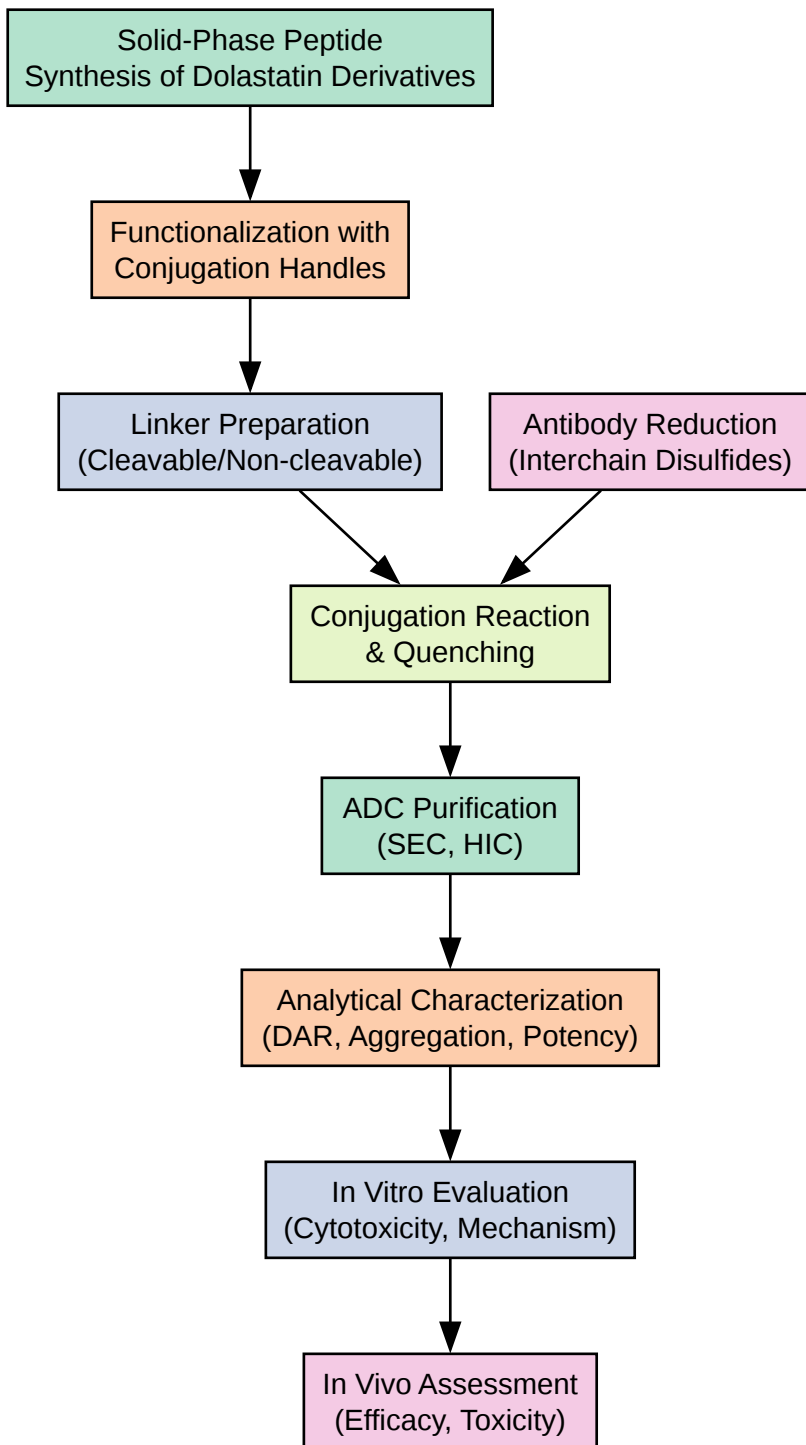 Solid-Phase Peptide
Synthesis of Dolastatin Derivatives
Functionalization with
Conjugation Handles
Linker Preparation
(Cleavable/Non-cleavable)
Antibody Reduction
(Interchain Disulfides)
Conjugation Reaction
& Quenching
ADC Purification
(SEC, HIC)
Analytical Characterization
(DAR, Aggregation, Potency)
In Vitro Evaluation
(Cytotoxicity, Mechanism)
In Vivo Assessment
(Efficacy, Toxicity)